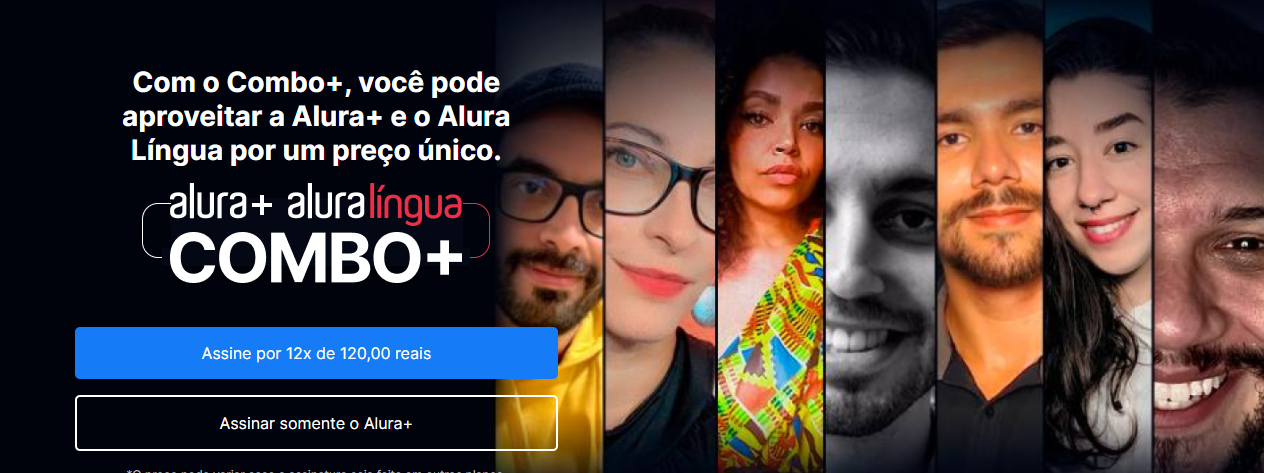 Com o Combo+, você pode
aproveitar a Alura+ e o Alura
Língua por um preço único.
alura+ aluralíngua
COMBO+
Assine por 12x de 120,00 reais
Assinar somente o Alura+